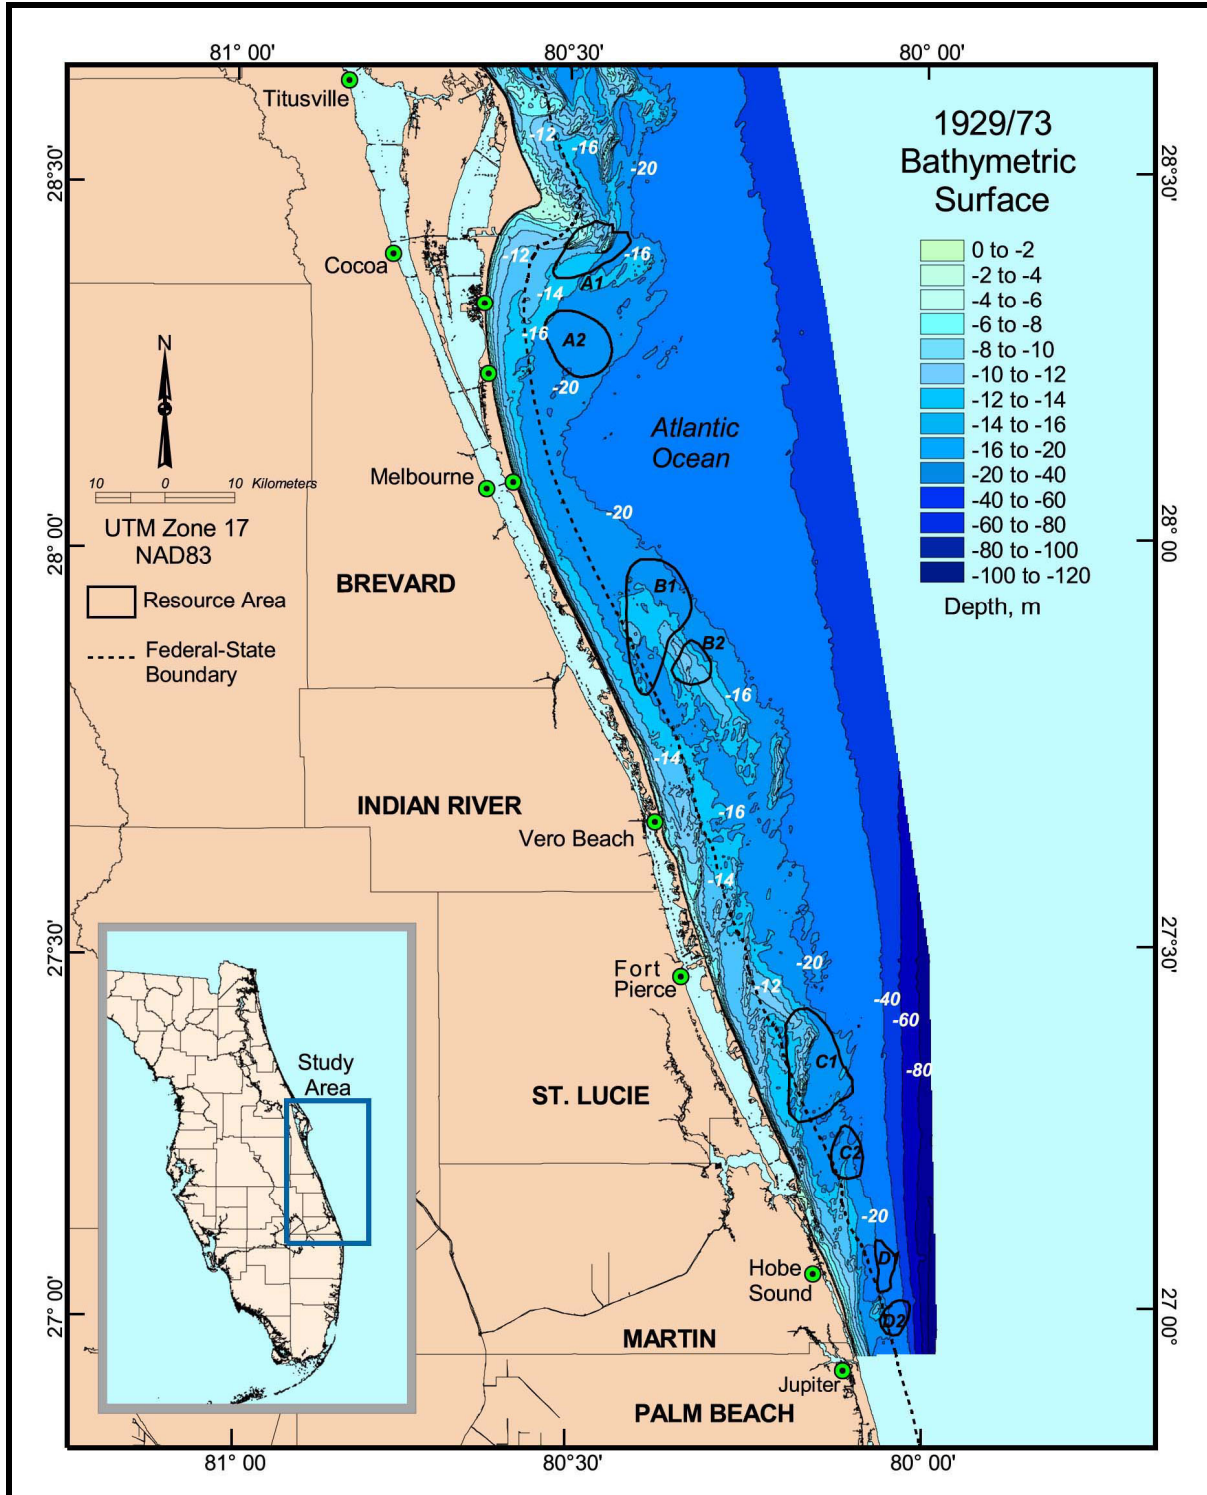 81° 00'
80°30'
80° 00'
Titusville
1929/73
Bathymetric
Surface
-12
-16
-20
28°30'
28°30'
0 to -2
-2 to -4
-4 to -6
-6 to -8
-8 to -10
-10 to -12
-12 to -14
-14 to -16
-16 to -20
-20 to -40
-40 to -60
-60 to -80
-80 to -100
-100 to -120
Depth, m
Cocoa
-12
-16
A1
-14
-16
A2
-20
N
Atlantic
Ocean
Melbourne
10 0 10 Kilometers
UTM Zone 17
NAD83
-20
28° 00'
28° 00'
BREVARD
Resource Area
Federal-State
Boundary
B1
B2
-16
-14
INDIAN RIVER
-16
Vero Beach
-14
27°30'
27°30'
Fort
Pierce
-20
-12
-40
-60
-80
C1
Study
Area
ST. LUCIE
C2
-20
D1
Hobe
Sound
D2
27° 00'
27° 00'
MARTIN
Jupiter
PALM BEACH
81° 00'
80°30'
80° 00'